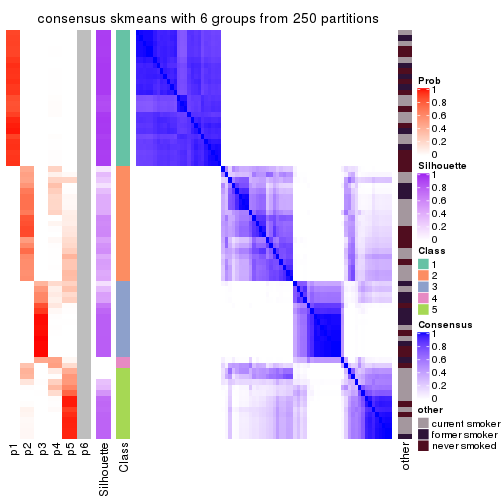 consensus skmeans with 6 groups from 250 partitions
Prob
1
0.8
0.6
0.4
0.2
0
Silhouette
1
0.8
0.6
0.4
0.2
0
Class
1
2
3
4
5
Consensus
1
0.8
0.6
0.4
0.2
0
other
current smoker
former smoker
never smoked
p1
p2
p3
p4
p5
p6
Silhouette
Class
other